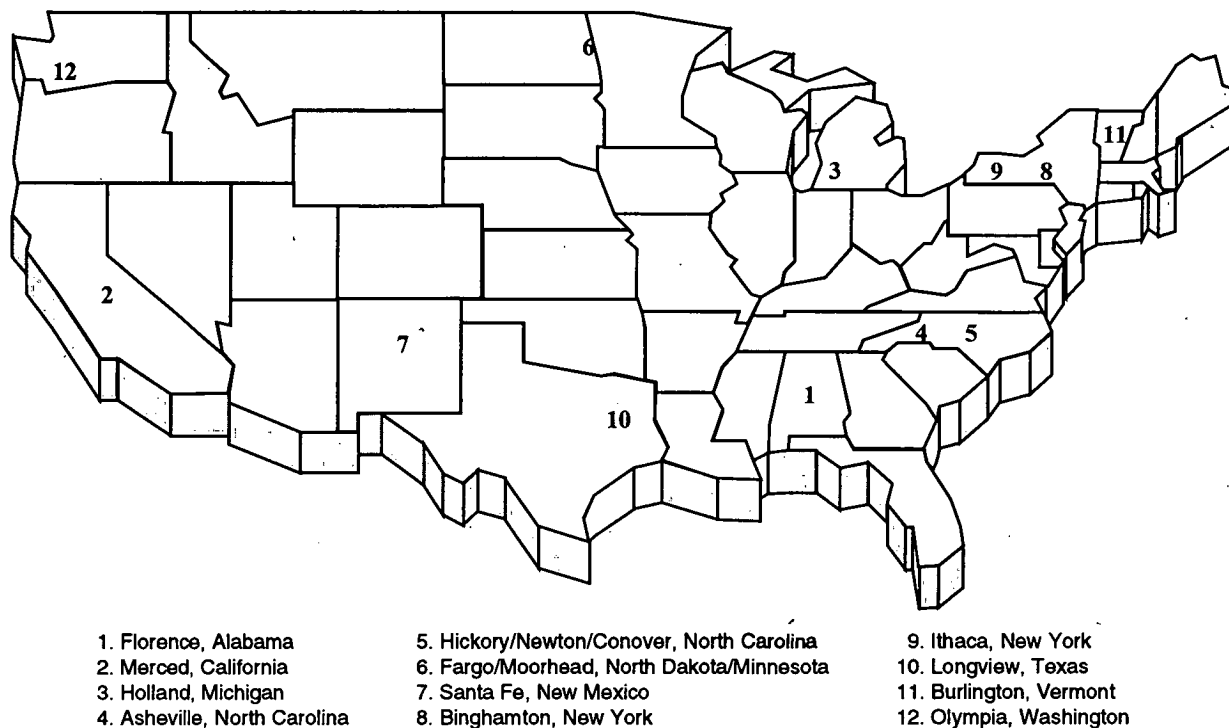 6
12
11
3
9
8
2
4
5
7
1
10
1. Florence, Alabama
2. Merced, California
3. Holland, Michigan
4. Asheville, North Carolina
5. Hickory/Newton/Conover, North Carolina
6. Fargo/Moorhead, North Dakota/Minnesota
7. Santa Fe, New Mexico
8. Binghamton, New York
9. Ithaca, New York
10. Longview, Texas
11. Burlington, Vermont
12. Olympia, Washington